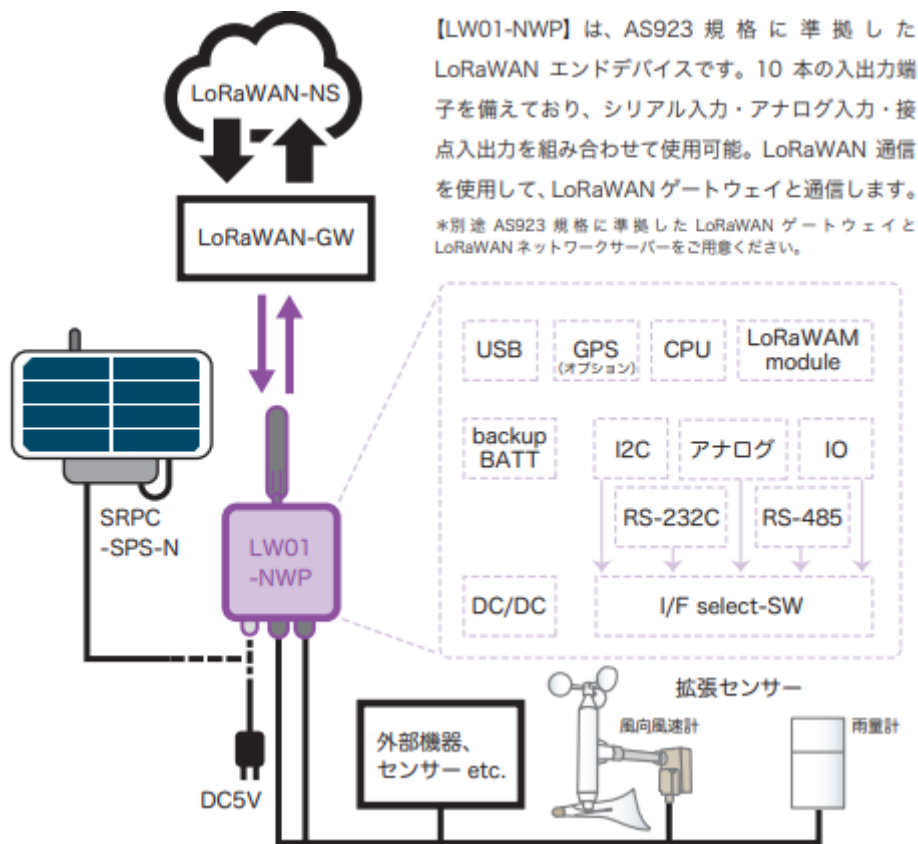 【LW01-NWP】は、AS923 規格に準拠した
LoRaWAN エンドデバイスです。10 本の入出力端
子を備えており、シリアル入力・アナログ入力・接
点入出力を組み合わせて使用可能。LoRaWAN 通信
を使用して、LoRaWAN ゲートウェイと通信します。
＊別途 AS923 規格に準拠した LoRaWAN ゲートウェイと
LoRaWAN ネットワークサーバーをご用意ください。
LoRaWAN-NS
LoRaWAN-GW
SRPC
-SPS-N
LW01
-NWP
DC5V
USB
GPS
（オプション）
CPU
LoRaWAM
module
backup
BATT
I2C
アナログ
IO
RS-232C
RS-485
DC/DC
I/F select-SW
外部機器、
センサー etc.
拡張センサー
風向風速計
雨量計